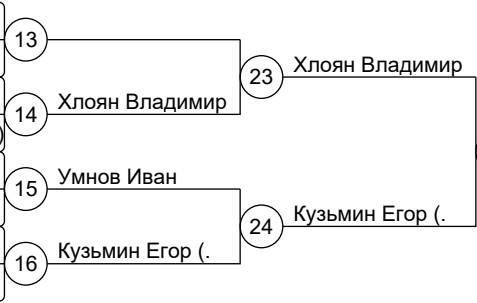 13
23
Хлоян Владимир
14
Хлоян Владимир
15
Умнов Иван
24
Кузьмин Егор (.
16
Кузьмин Егор (.